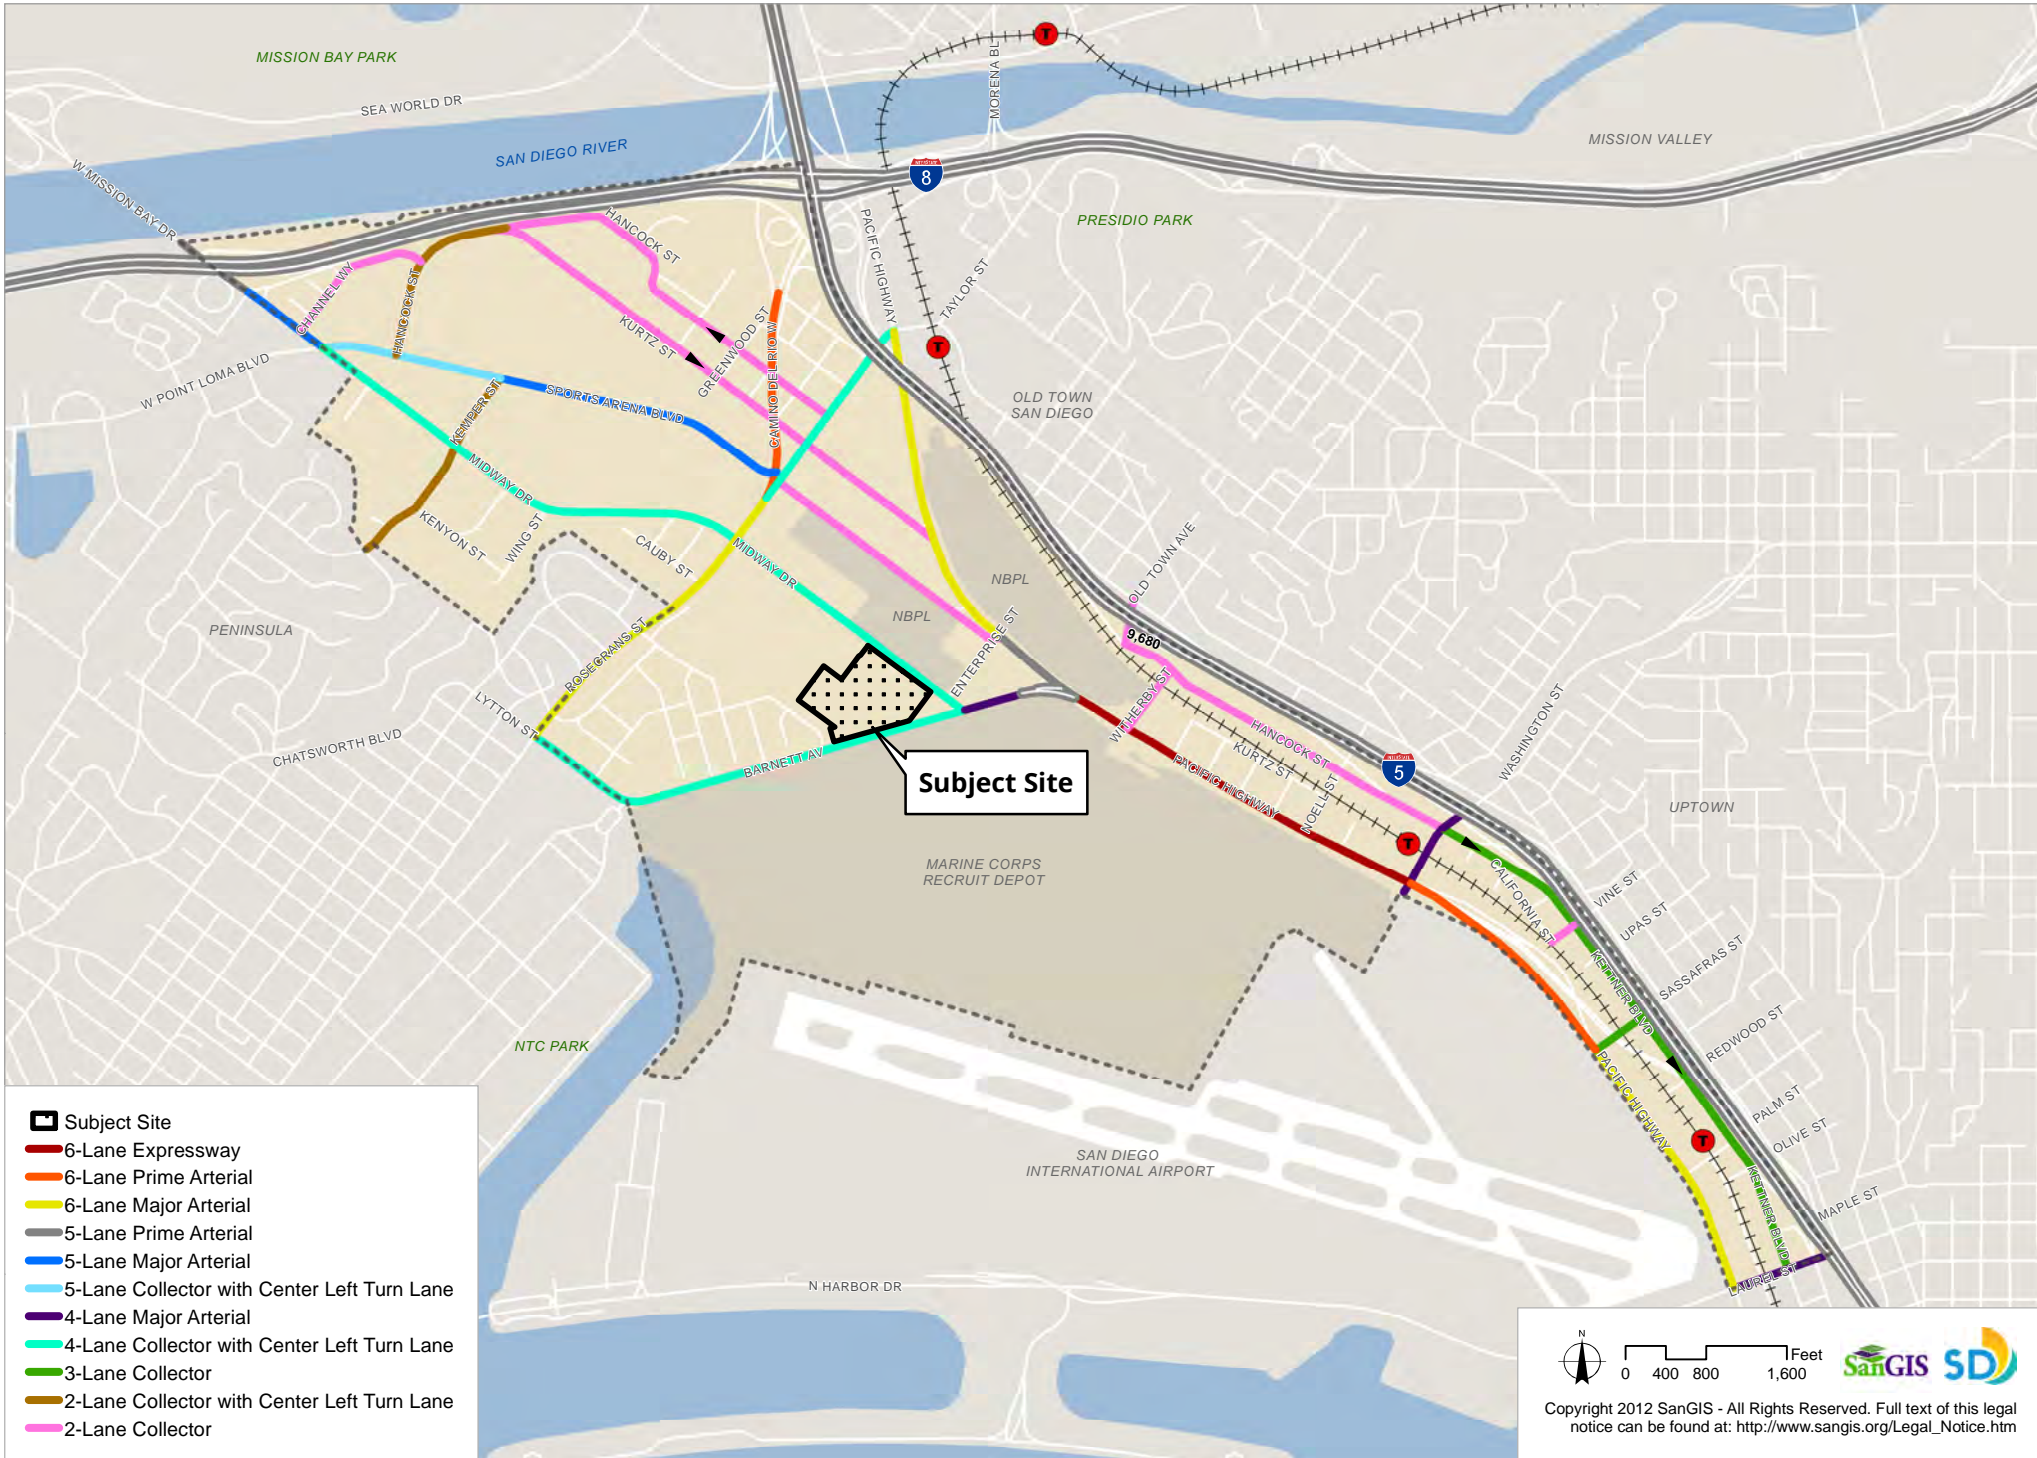 MISSION BAY PARK
SEA WORLD DR
SAN DIEGO RIVER
W MISSION BAY DR
MORENA BL
MISSION VALLEY
INTERSTATE
8
PRESIDIO PARK
PACIFIC HIGHWAY
TAYLOR ST
T
T
HANCOCK ST
CHANNEL WY
HANCOCK ST
KURTZ ST
GREENWOOD ST
CAMINO DEL RIO W
W POINT LOMA BLVD
KEMPER ST
SPORTS ARENA BLVD
OLD TOWN
SAN DIEGO
MIDWAY DR
KENYON ST
WING ST
CAUBY ST
MIDWAY DR
NBPL
NBPL
OLD TOWN AVE
9,680
PENINSULA
ROSECRANS ST
ENTERPRISE ST
WITHERBY ST
LYTTON ST
CHATSWORTH BLVD
BARNETT AV
HANCOCK ST
KURTZ ST
PACIFIC HIGHWAY
NOELL ST
WASHINGTON ST
INTERSTATE
5
UPTOWN
Subject Site
MARINE CORPS
RECRUIT DEPOT
T
CALIFORNIA ST
VINE ST
UPAS ST
SASSAFRAS ST
KETTNER BLVD
REDWOOD ST
NTC PARK
PACIFIC HIGHWAY
PALM ST
OLIVE ST
T
SAN DIEGO
INTERNATIONAL AIRPORT
KETTNER BLVD
MAPLE ST
LAUREL ST
N HARBOR DR
Subject Site
6-Lane Expressway
6-Lane Prime Arterial
6-Lane Major Arterial
5-Lane Prime Arterial
5-Lane Major Arterial
5-Lane Collector with Center Left Turn Lane
4-Lane Major Arterial
4-Lane Collector with Center Left Turn Lane
3-Lane Collector
2-Lane Collector with Center Left Turn Lane
2-Lane Collector
N
Feet
0 400 800 1,600
SanGIS SD
Copyright 2012 SanGIS - All Rights Reserved. Full text of this legal
notice can be found at: http://www.sangis.org/Legal_Notice.htm